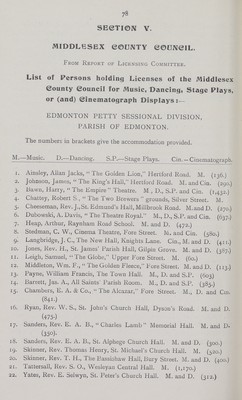 78
SECTION V.
MIDDLESEX COUNTY COUNCIL.
From Report of Licensing Committee.
List of Persons holding Licenses of the Middlesex
County Council for Music, Dancing, Stage Plays,
or (and) Cinematograph Displays:—
EDMONTON PETTY SESSIONAL DIVISION,
PARISH OF EDMONTON.
The numbers in brackets give the accommodation provided.
M.—Music. D.—Dancing. S.P.—Stage Plays. Cin.—Cinematograph.
1. Ainsley, Allan Jacks, "The Golden Lion," Hertford Road. M. (136.)
2. Johnson, James, "The King's Hall," Hertford Road. M. and Cin. (290.)
3. Bawn, Harry, "The Empire" Theatre. M., D., S.P. and Cin. (1,432.)
4. Chattey, Robert S., "The Two Brewers" grounds, Silver Street. M.
5. Cheeseman, Rev. J., St. Edmund's Hall, Millbrook Road. M. and D. (270.)
6. Dubowski, A. Davis, "The Theatre Royal." M., D., S.P. and Cin. (637.)
7. Heap, Arthur, Raynham Road School. M. and D. (472.)
8. Stedman, C. W., Cinema Theatre, Fore Street. M. and Cin. (580.)
9. Langbridge, J. C., The New Hall, Knights Lane. Cin., M. and D. (411)
10. Jones, Rev. H., St. James' Parish Hall, Gilpin Grove. M. and D. (367.)
11. Leigh, Samuel, "The Globe," Upper Fore Street. M. (60.)
12. Middleton, Wm. F., "The Golden Fleece," Fore Street. M. and D. (113.)
13. Payne, William Francis, The Town Hall. M., D. and S.P. (603)
14. Barrett, Jas. A., All Saints' Parish Room. M., D. and S.P. (389.)
15. Chambers, E. A. & Co., "The Alcazar," Fore Street. M., D. and Cin.
(841.)
16. Ryan, Rev. W. S., St. John's Church Hall, Dyson's Road. M. and D.
(475.)
17. Sanders, Rev. E. A. B., "Charles Lamb" Memorial Hall. M. and D.
(330).
18. Sanders, Rev. E. A. B., St. Alphege Church Hall. M. and D. (300.)
19. Skinner, Rev. Thomas Henry, St. Michael's Church Hall. M. (320.)
20. Skinner, Rev. T. H., The Passmore Hall, Bury Street. M. and D. (400)
21. Tattersall, Rev. S. O., Wesleyan Central Hall. M. (1,170.)
22. Yates, Rev. E. Selwyn, St. Peter's Church Hall. M. and D. (312.)